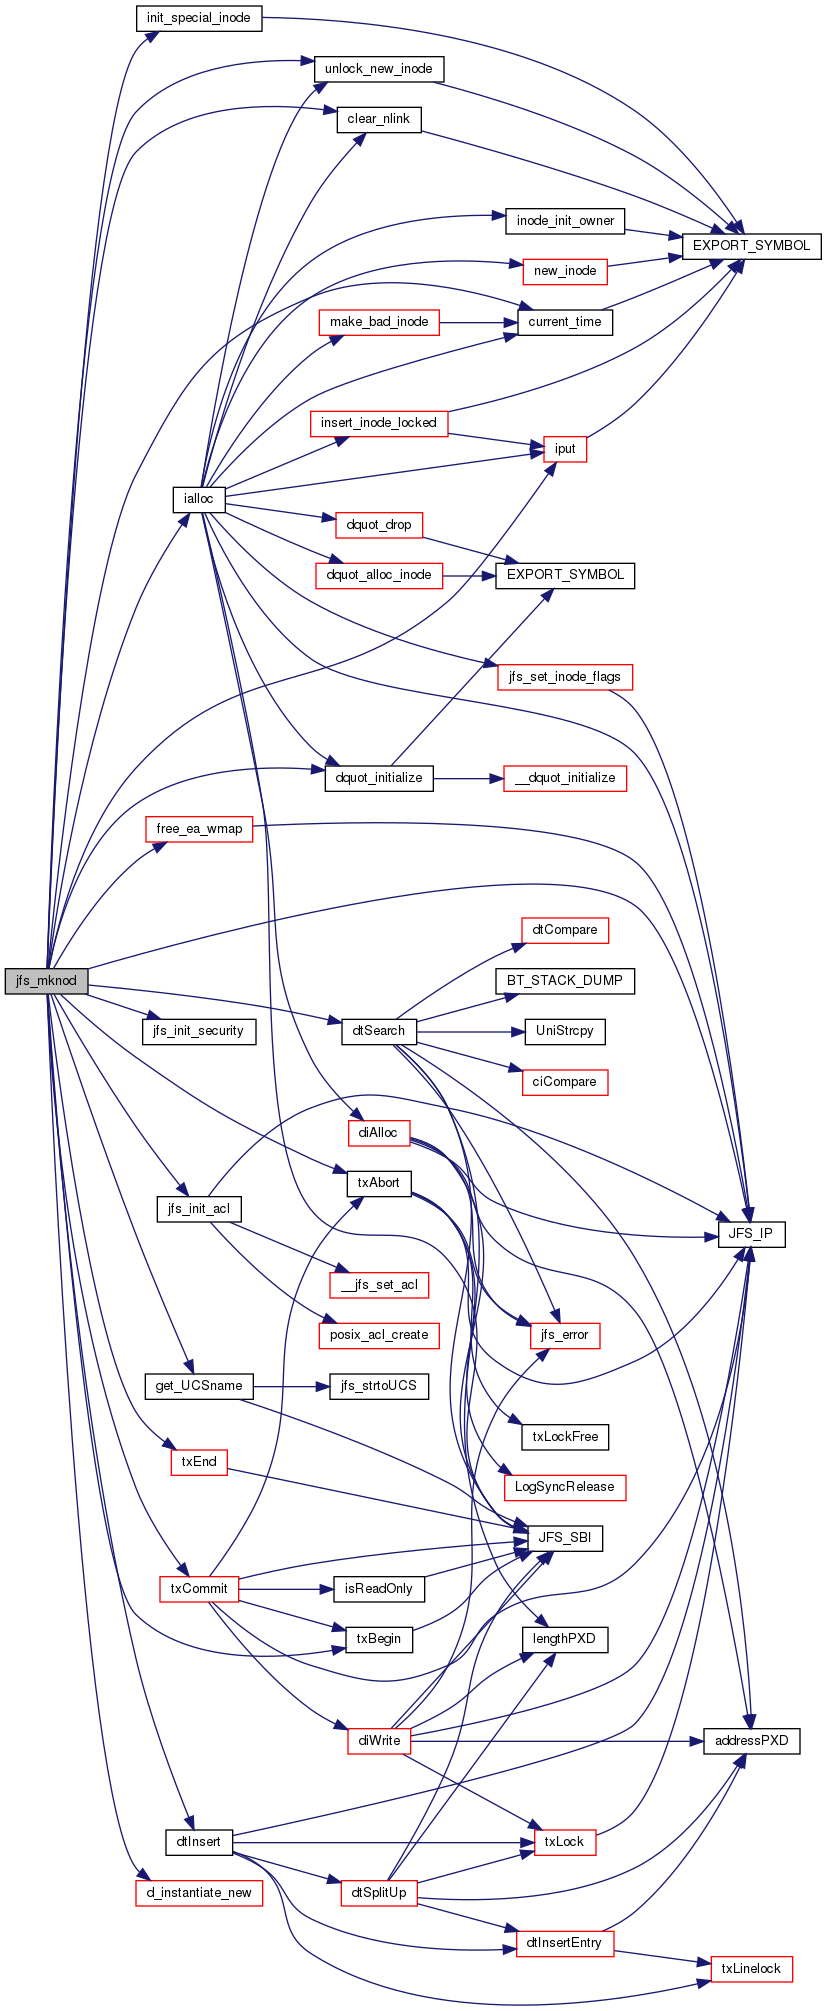 init_special_inode
unlock_new_inode
clear_nlink
inode_init_owner
EXPORT_SYMBOL
new_inode
make_bad_inode
current_time
insert_inode_locked
iput
ialloc
dquot_drop
dquot_alloc_inode
EXPORT_SYMBOL
jfs_set_inode_flags
dquot_initialize
__dquot_initialize
free_ea_wmap
dtCompare
jfs_mknod
BT_STACK_DUMP
jfs_init_security
dtSearch
UniStrcpy
ciCompare
diAlloc
txAbort
jfs_init_acl
JFS_IP
__jfs_set_acl
posix_acl_create
jfs_error
get_UCSname
jfs_strtoUCS
txLockFree
txEnd
LogSyncRelease
JFS_SBI
txCommit
isReadOnly
txBegin
lengthPXD
diWrite
addressPXD
dtInsert
txLock
d_instantiate_new
dtSplitUp
dtInsertEntry
txLinelock